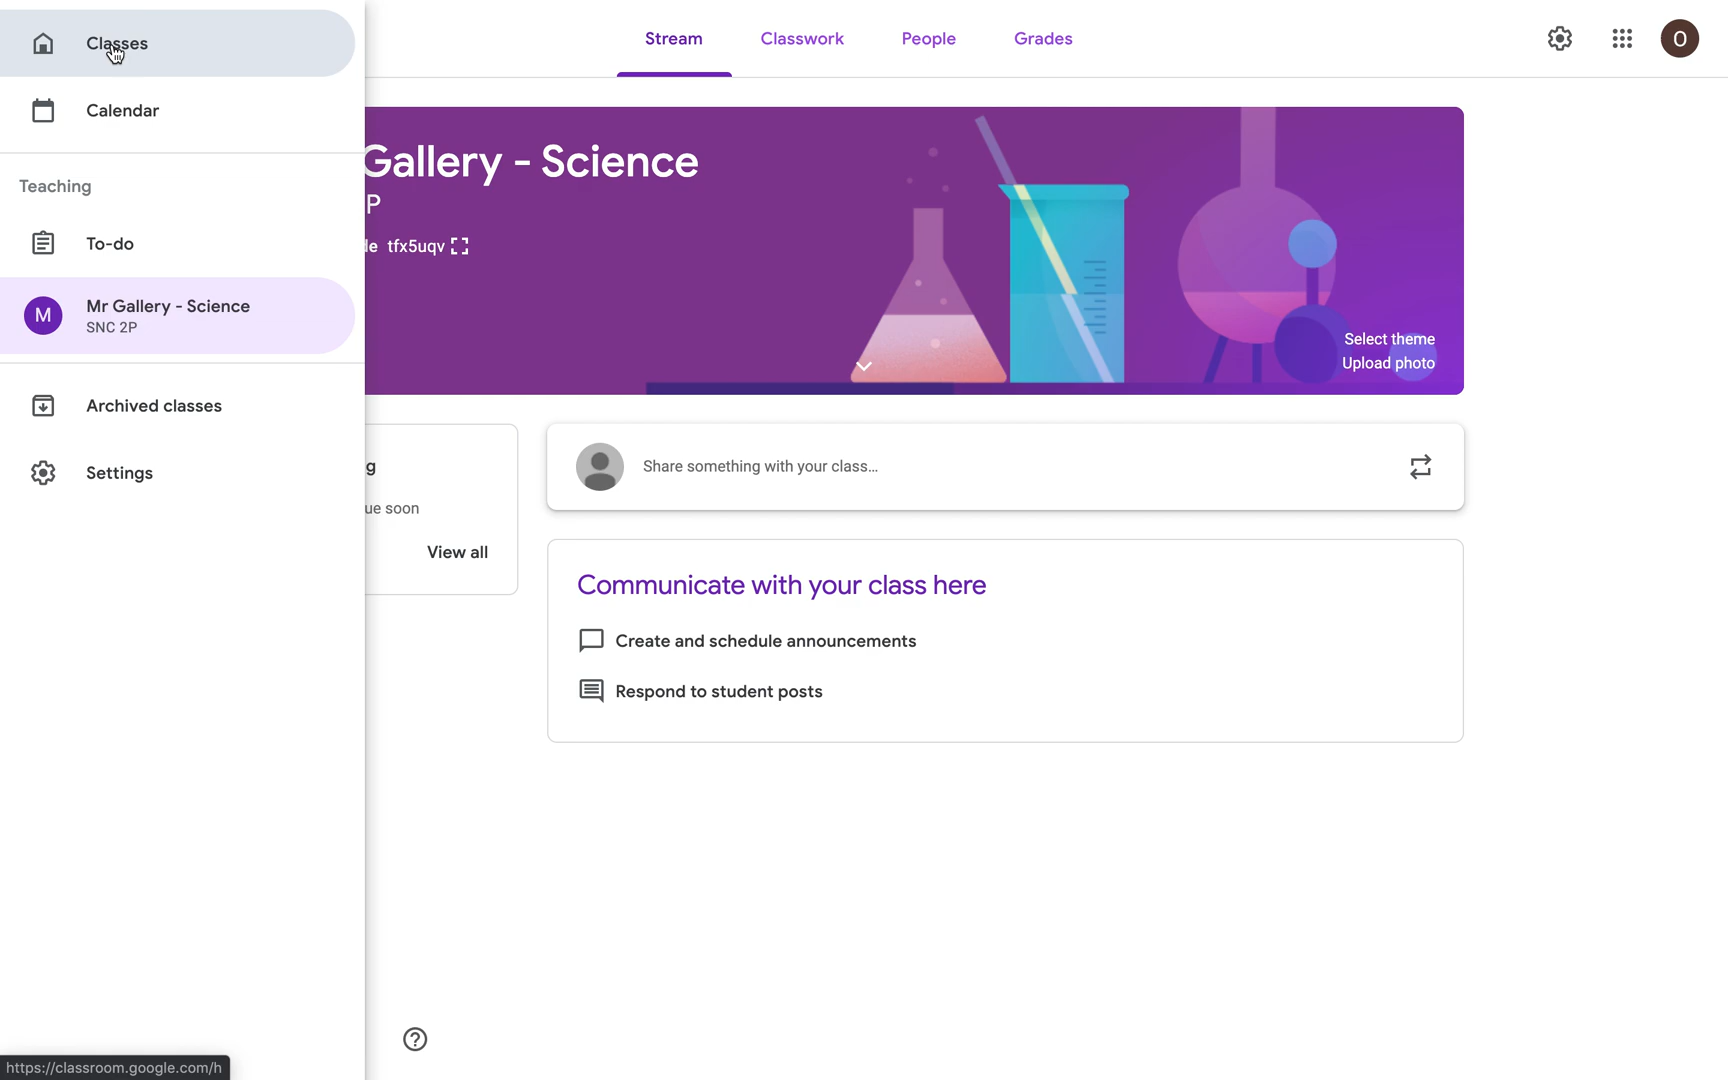 Classes
Calendar
Teaching
To-do
M
Mr Gallery - Science
SNC 2P
Archived classes
Settings
Stream
Classwork
People
Grades
O
Gallery - Science
P
le tfx5uqv
Select theme
Upload photo
g
ue soon
View all
Share something with your class...
Communicate with your class here
Create and schedule announcements
Respond to student posts
https://classroom.google.com/h